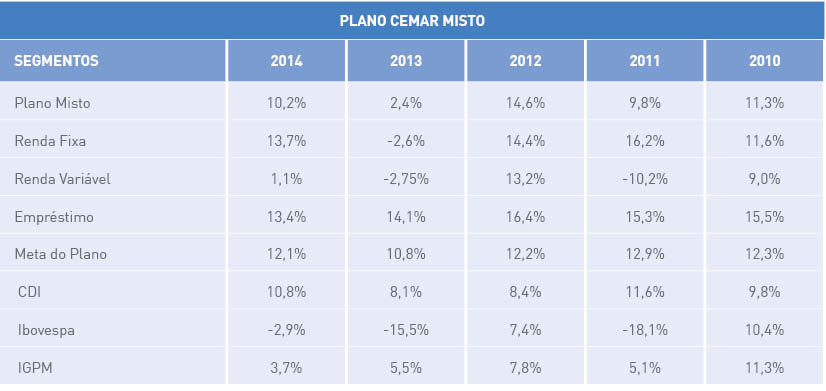 PLANO CEMAR MISTO
SEGMENTOS 2014 2013 2012 2011 2010
Plano Misto 10,2% 2,4% 14,6% 9,8% 11,3%
Renda Fixa 13,7% -2,6% 14,4% 16,2% 11,6%
Renda Variável 1,1% -2,75% 13,2% -10,2% 9,0%
Empréstimo 13,4% 14,1% 16,4% 15,3% 15,5%
Meta do Plano 12,1% 10,8% 12,2% 12,9% 12,3%
CDI 10,8% 8,1% 8,4% 11,6% 9,8%
Ibovespa -2,9% -15,5% 7,4% -18,1% 10,4%
IGPM 3,7% 5,5% 7,8% 5,1% 11,3%